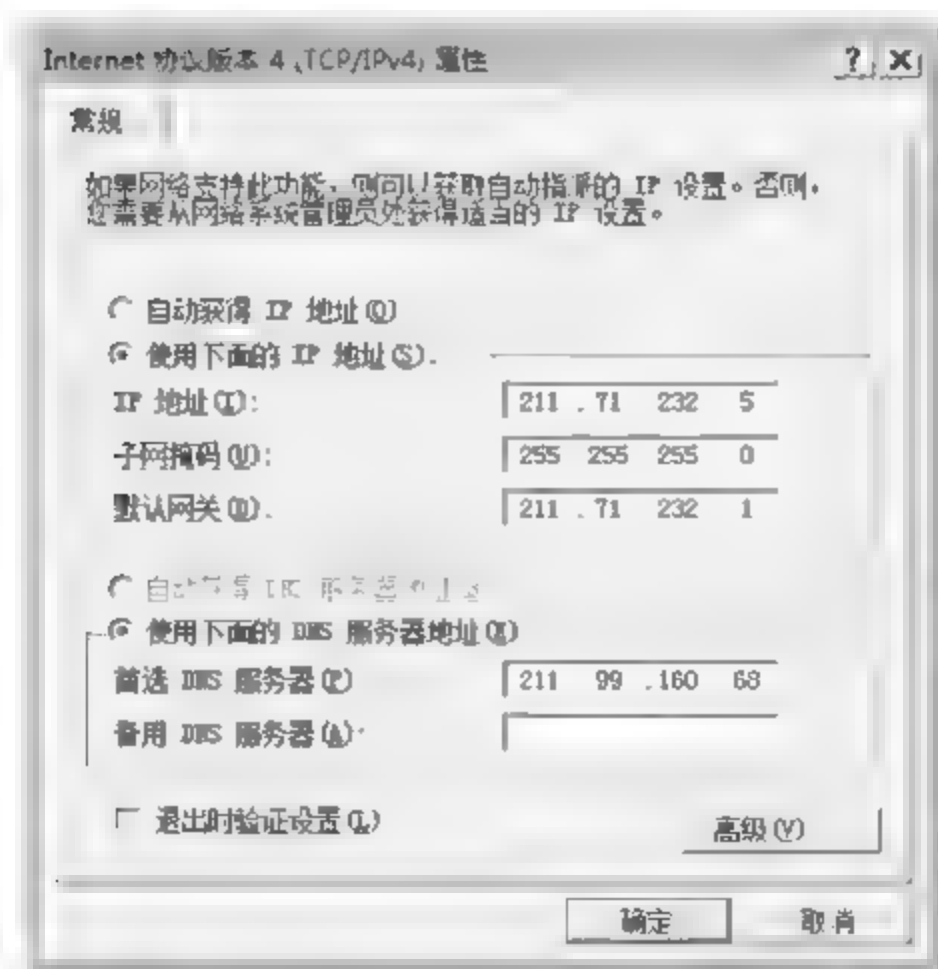 Internet 协议版本 4 (TCP/IPv4) 属性
? ×
常规
如果网络支持此功能,则可以获取自动指派的 IP 设置。否则,
您需要从网络系统管理员处获得适当的 IP 设置。
自动获得 IP 地址(O)
使用下面的 IP 地址(S).
IP 地址(I): 211 . 71 232 5
子网掩码(U): 255 255 255 0
默认网关(D). 211 . 71 232 1
使用下面的 DNS 服务器地址(E)
首选 DNS 服务器(P) 211 99 .160 68
备用 DNS 服务器(A)
退出时验证设置(L)
高级(V)
确定 取消